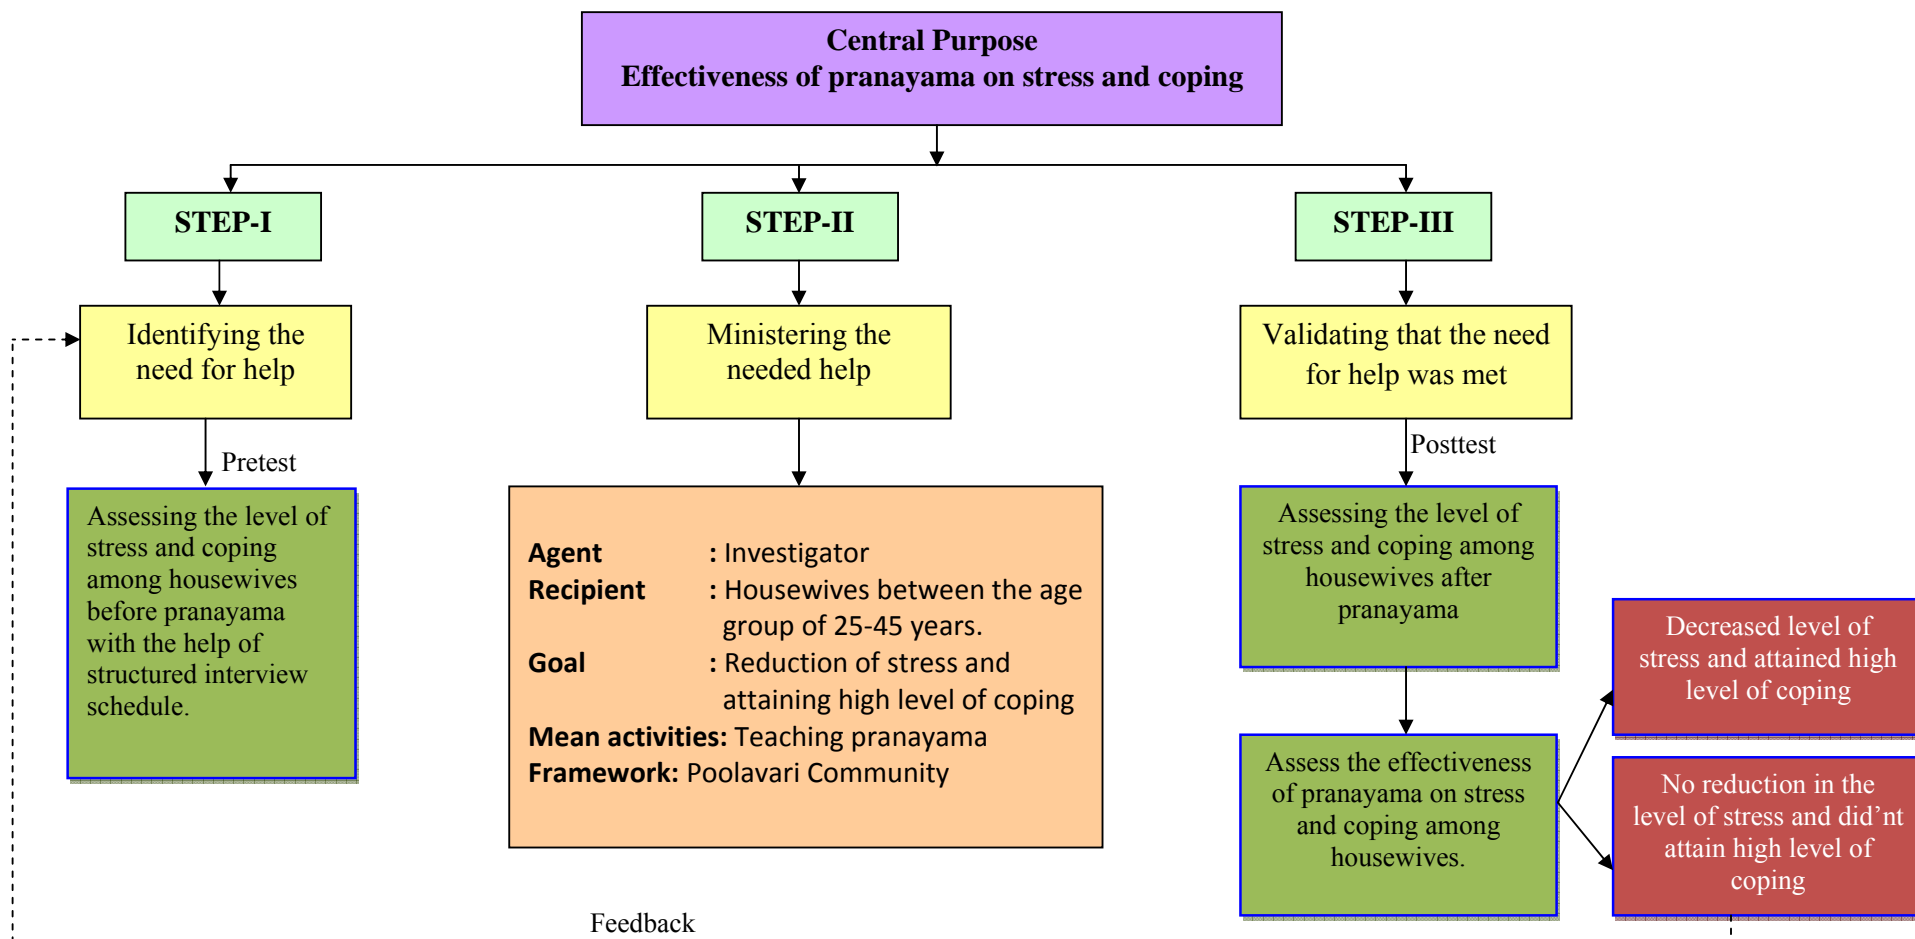 Central Purpose
Effectiveness of pranayama on stress and coping
STEP-I
STEP-II
STEP-III
Identifying the
need for help
Ministering the
needed help
Validating that the need
for help was met
Pretest
Posttest
Assessing the level of
stress and coping
among housewives
before pranayama
with the help of
structured interview
schedule.
Agent : Investigator
Recipient : Housewives between the age
group of 25-45 years.
Goal : Reduction of stress and
attaining high level of coping
Mean activities: Teaching pranayama
Framework: Poolavari Community
Assessing the level of
stress and coping among
housewives after
pranayama
Assess the effectiveness
of pranayama on stress
and coping among
housewives.
Decreased level of
stress and attained high
level of coping
No reduction in the
level of stress and did’nt
attain high level of
coping
Feedback